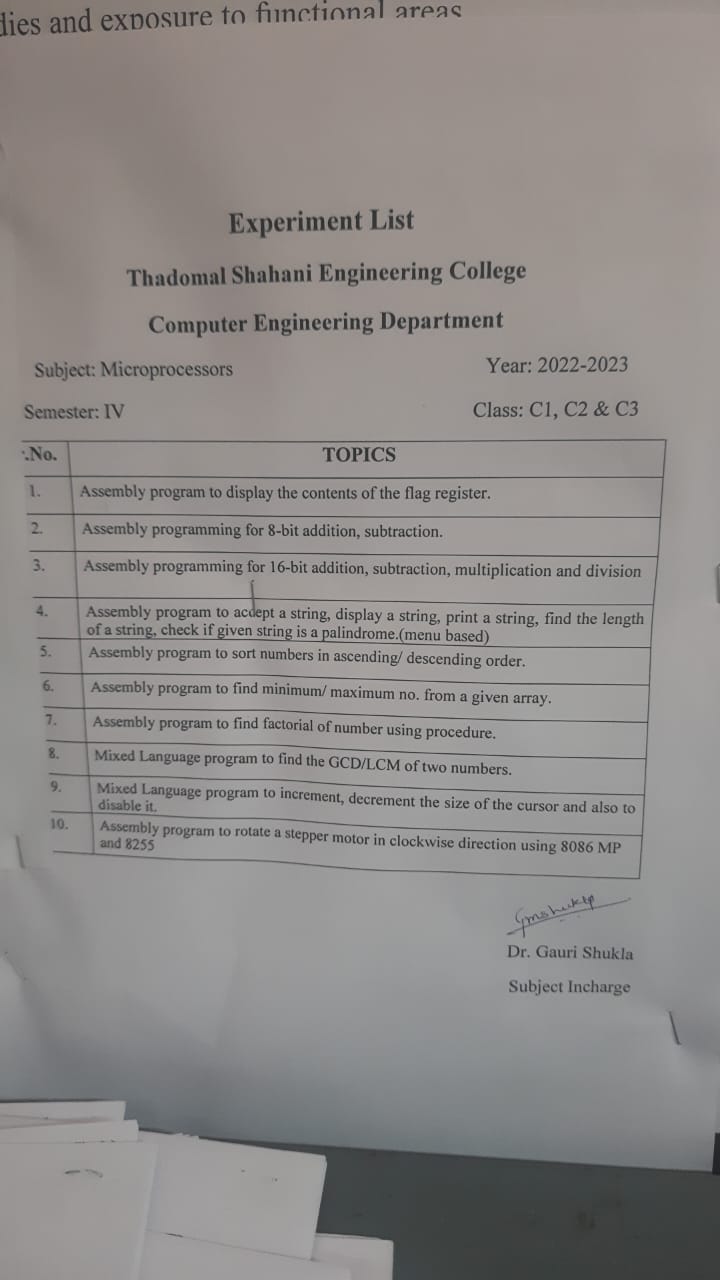 dies and exposure to functional areas
Experiment List
Thadomal Shahani Engineering College
Computer Engineering Department
Subject: Microprocessors Year: 2022-2023
Semester: IV Class: C1, C2 & C3
.No. TOPICS
1. Assembly program to display the contents of the flag register.
2. Assembly programming for 8-bit addition, subtraction.
3. Assembly programming for 16-bit addition, subtraction, multiplication and division
4. Assembly program to accept a string, display a string, print a string, find the length
of a string, check if given string is a palindrome.(menu based)
5. Assembly program to sort numbers in ascending/ descending order.
6. Assembly program to find minimum/ maximum no. from a given array.
7. Assembly program to find factorial of number using procedure.
8. Mixed Language program to find the GCD/LCM of two numbers.
9. Mixed Language program to increment, decrement the size of the cursor and also to
disable it.
10. Assembly program to rotate a stepper motor in clockwise direction using 8086 MP
and 8255
Dr. Gauri Shukla
Subject Incharge